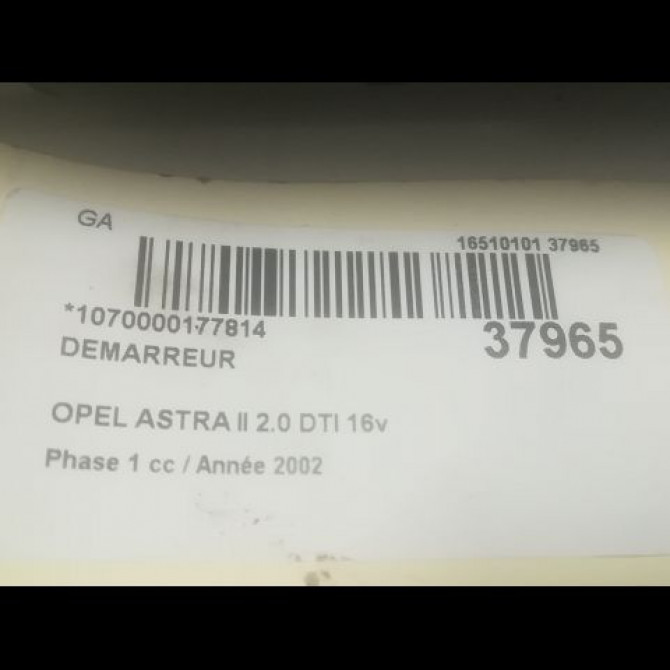 GA
16510101 37965
*1070000177814
37965
DEMARREUR
OPEL ASTRA II 2.0 DTI 16v
Phase 1 cc / Année 2002